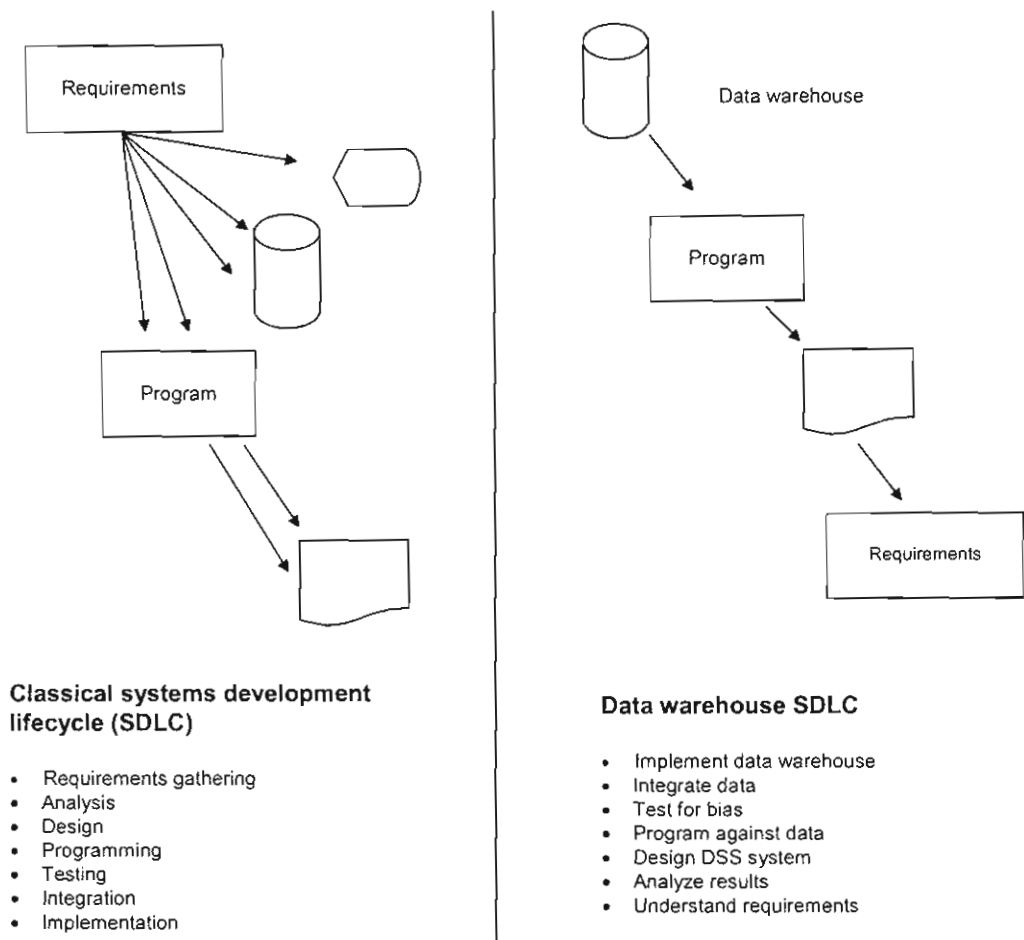 Requirements
Program
Classical systems development
lifecycle (SDLC)
• Requirements gathering
• Analysis
• Design
• Programming
• Testing
• Integration
• Implementation
Data warehouse
Program
Requirements
Data warehouse SDLC
• Implement data warehouse
• Integrate data
• Test for bias
• Program against data
• Design DSS system
• Analyze results
• Understand requirements